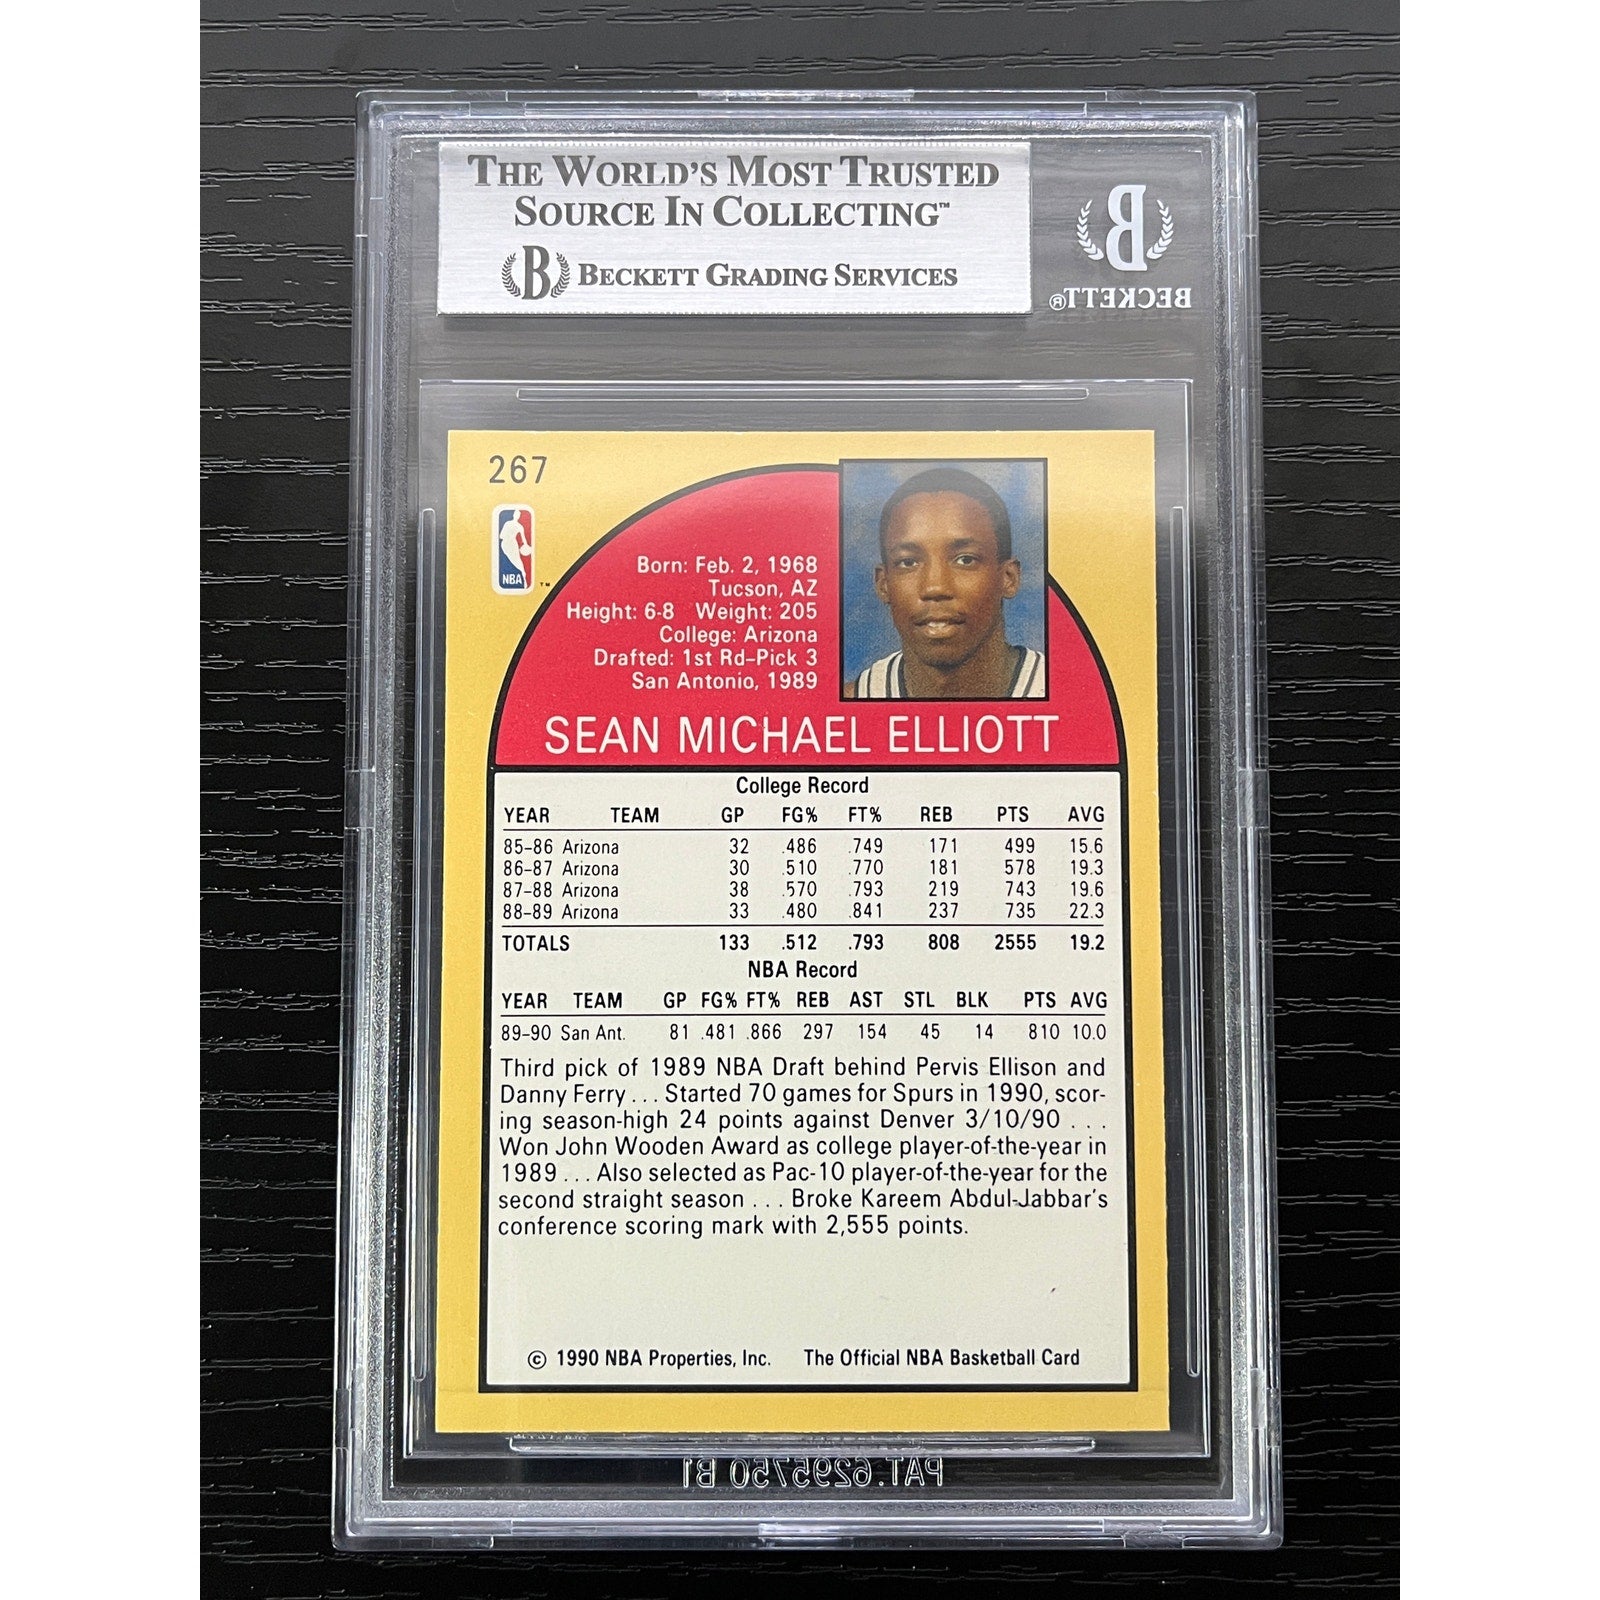 THE WORLD'S MOST TRUSTED
SOURCE IN COLLECTING™
B BECKETT GRADING SERVICES
B
BECKETT®
267
NBA ™
Born: Feb. 2, 1968
Tucson, AZ
Height: 6-8 Weight: 205
College: Arizona
Drafted: 1st Rd-Pick 3
San Antonio, 1989
SEAN MICHAEL ELLIOTT
College Record
YEAR TEAM GP FG% FT% REB PTS AVG
85-86 Arizona 32 .486 .749 171 499 15.6
86-87 Arizona 30 .510 .770 181 578 19.3
87-88 Arizona 38 .570 .793 219 743 19.6
88-89 Arizona 33 .480 .841 237 735 22.3
TOTALS 133 .512 .793 808 2555 19.2
NBA Record
YEAR TEAM GP FG% FT% REB AST STL BLK PTS AVG
89-90 San Ant. 81 .481 .866 297 154 45 14 810 10.0
Third pick of 1989 NBA Draft behind Pervis Ellison and
Danny Ferry . . . Started 70 games for Spurs in 1990, scor-
ing season-high 24 points against Denver 3/10/90 . . .
Won John Wooden Award as college player-of-the-year in
1989 . . . Also selected as Pac-10 player-of-the-year for the
second straight season . . . Broke Kareem Abdul-Jabbar's
conference scoring mark with 2,555 points.
© 1990 NBA Properties, Inc. The Official NBA Basketball Card
PAT.6295750 B1